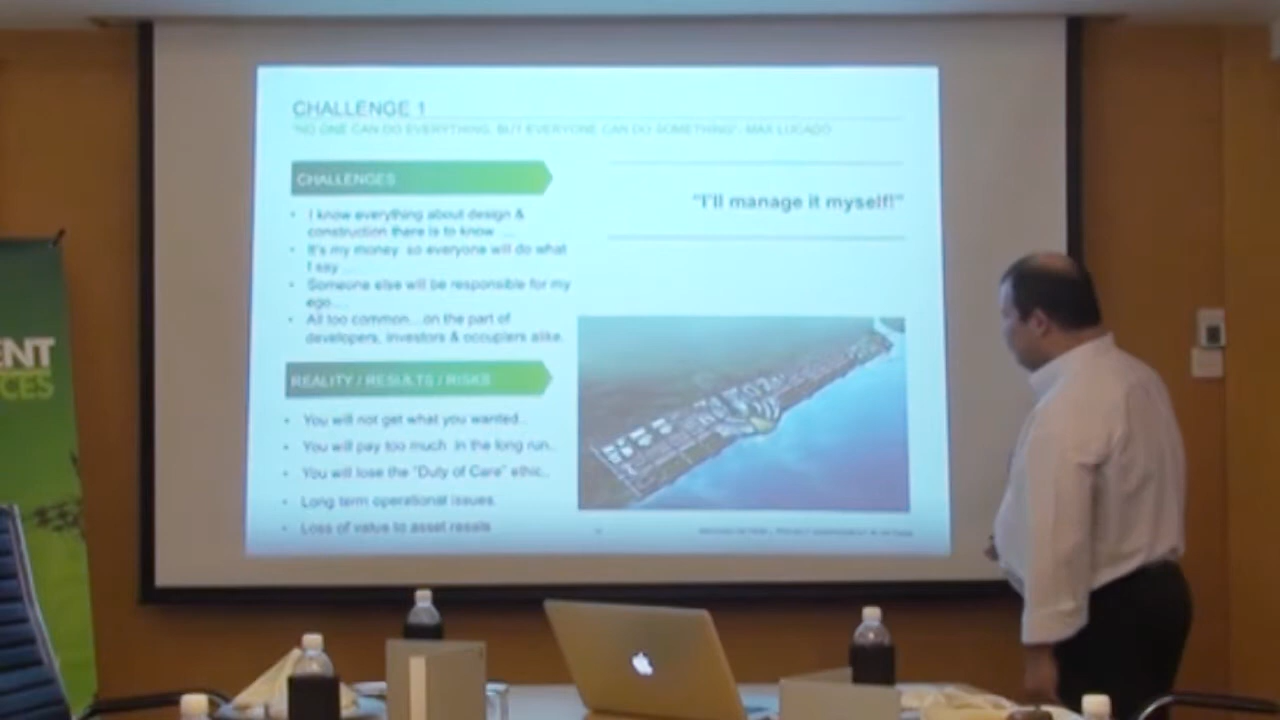 CHALLENGE 1
"NO ONE CAN DO EVERYTHING, BUT EVERYONE CAN DO SOMETHING" - MAX LUCADO
CHALLENGES
• I know everything about design &
construction there is to know ...
• It's my money so everyone will do what
I say ...
• Someone else will be responsible for my
ego....
• All too common...on the part of
developers, investors & occupiers alike.
"I'll manage it myself!"
REALITY / RESULTS / RISKS
• You will not get what you wanted..
• You will pay too much in the long run..
• You will lose the "Duty of Care" ethic..
• Long term operational issues
• Loss of value to asset resale
ENT
CES